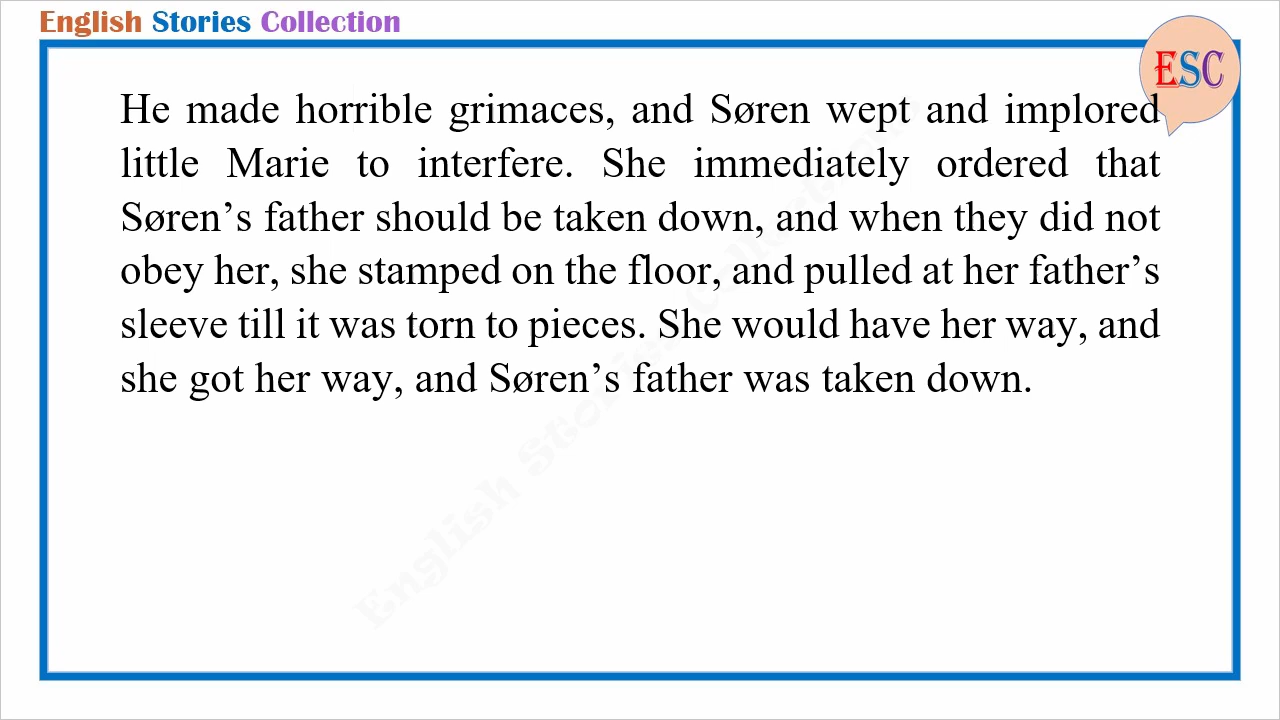 English Stories Collection
ESC
He made horrible grimaces, and Søren wept and implored
little Marie to interfere. She immediately ordered that
Søren’s father should be taken down, and when they did not
obey her, she stamped on the floor, and pulled at her father’s
sleeve till it was torn to pieces. She would have her way, and
she got her way, and Søren’s father was taken down.
English Stories Collections